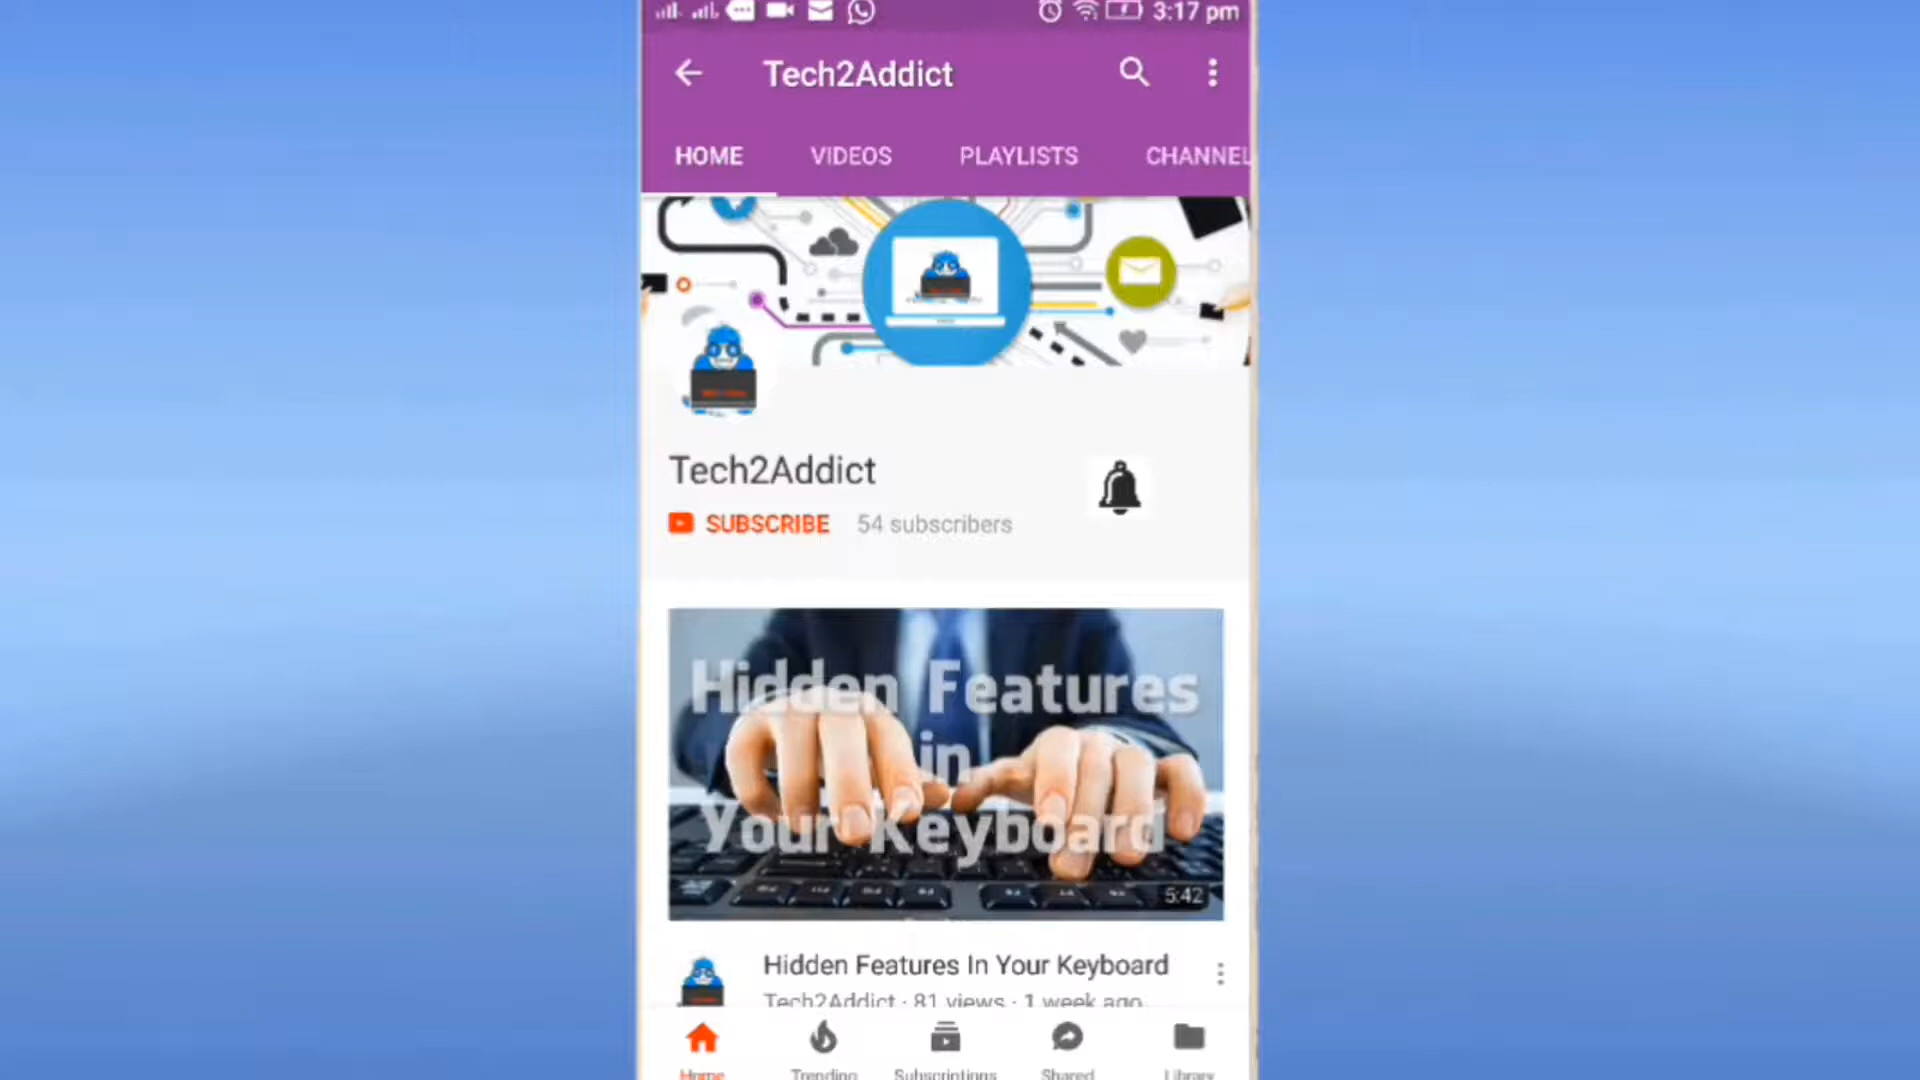 3:17 pm
Tech2Addict
HOME VIDEOS PLAYLISTS CHANNEL
Tech2Addict
SUBSCRIBE 54 subscribers
Hidden Features
in
Your Keyboard
5:42
Hidden Features In Your Keyboard
Tech2Addict · 81 views · 1 week ago
Home Trending Subscriptions Shared Library